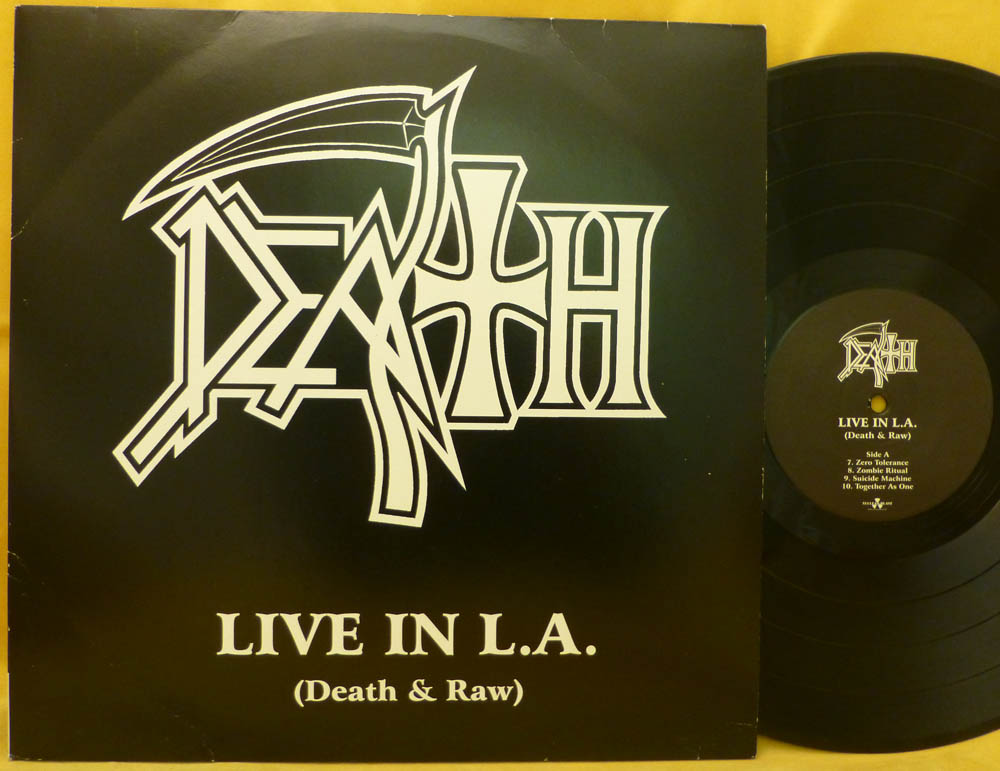 DEATH
LIVE IN L.A.
(Death & Raw)
DEATH
LIVE IN L.A.
(Death & Raw)
Side A
7. Zero Tolerance
8. Zombie Ritual
9. Suicide Machine
10. Together As One